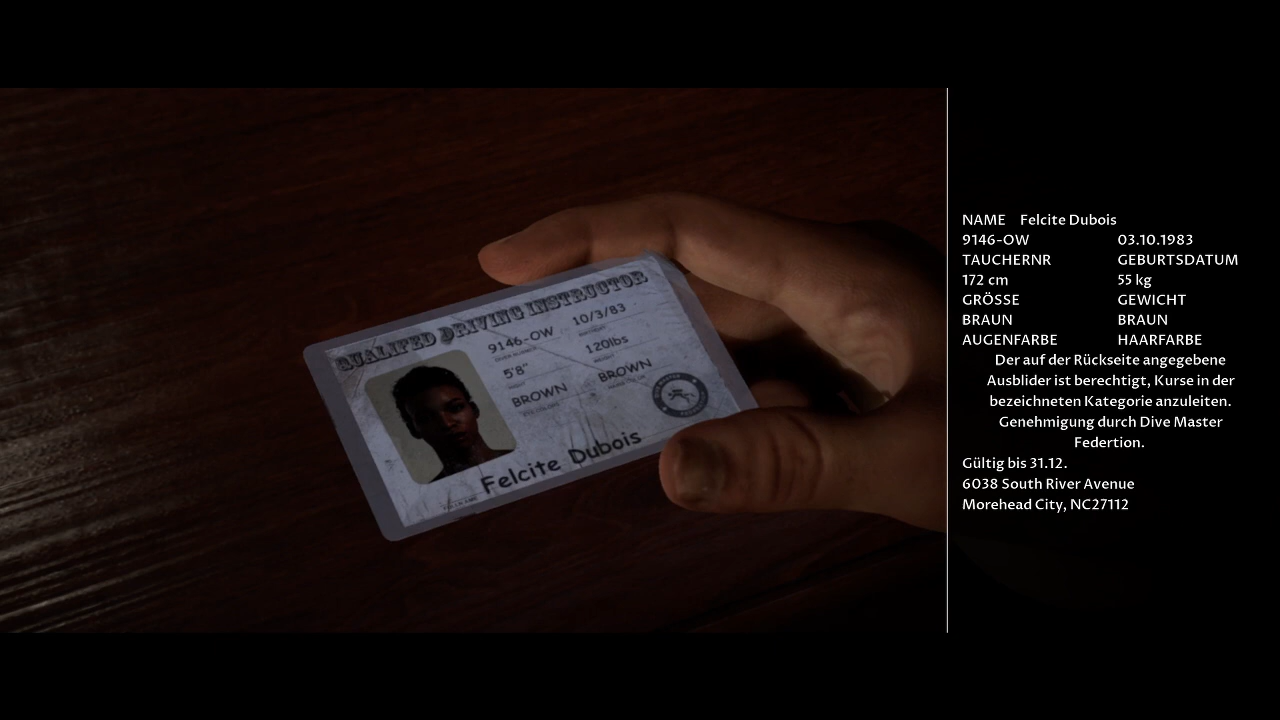 QUALIFED DRIVING INSTRUCTOR
9146-OW 10/3/83
5'8" 120lbs
BROWN BROWN
Felcite Dubois
NAME Felcite Dubois
9146-OW 03.10.1983
TAUCHERNR GEBURTSDATUM
172 cm 55 kg
GRÖSSE GEWICHT
BRAUN BRAUN
AUGENFARBE HAARFARBE
Der auf der Rückseite angegebene
Ausblider ist berechtigt, Kurse in der
bezeichneten Kategorie anzuleiten.
Genehmigung durch Dive Master
Federtion.
Gültig bis 31.12.
6038 South River Avenue
Morehead City, NC27112